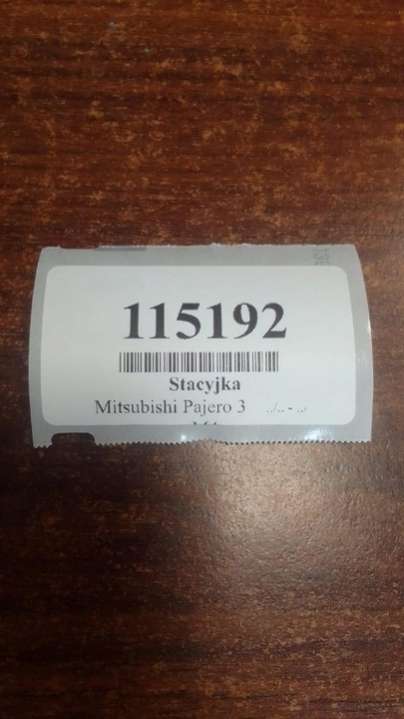 115192
Stacyjka
Mitsubishi Pajero 3 ../.. - ../